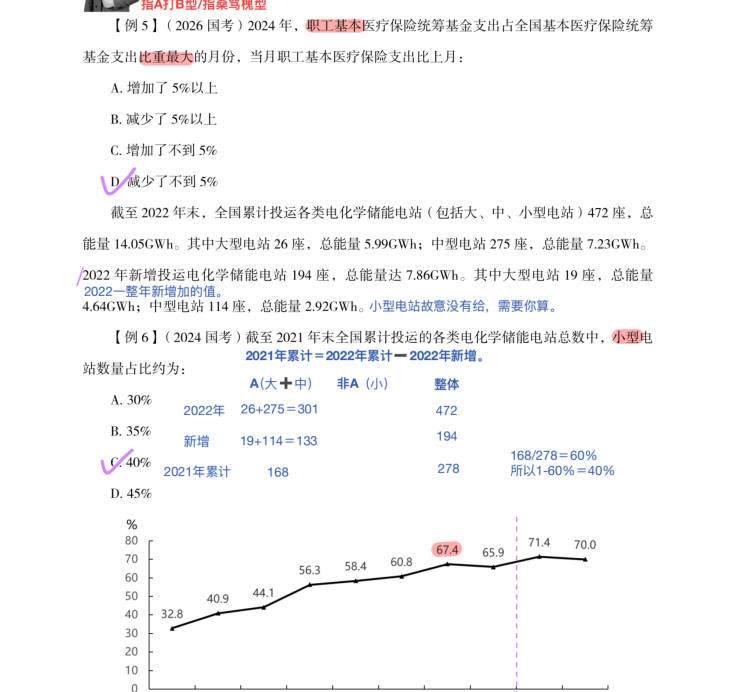 指A打B型/指桑骂槐型
【例 5】(2026 国考) 2024 年，职工基本医疗保险统筹基金支出占全国基本医疗保险统筹
基金支出比重最大的月份，当月职工基本医疗保险支出比上月：
A. 增加了 5%以上
B. 减少了 5%以上
C. 增加了不到 5%
D. 减少了不到 5%
截至 2022 年末，全国累计投运各类电化学储能电站（包括大、中、小型电站）472 座，总
能量 14.05GWh。其中大型电站 26 座，总能量 5.99GWh；中型电站 275 座，总能量 7.23GWh。
2022 年新增投运电化学储能电站 194 座，总能量达 7.86GWh。其中大型电站 19 座，总能量
2022一整年新增加的值。
4.64GWh；中型电站 114 座，总能量 2.92GWh。小型电站故意没有给，需要你算。
【例 6】(2024 国考) 截至 2021 年末全国累计投运的各类电化学储能电站总数中，小型电
2021年累计＝2022年累计➖2022年新增。
站数量占比约为：
A(大➕中) 非A（小） 整体
A. 30%
2022年 26+275＝301 472
B. 35%
新增 19+114＝133 194
C. 40%
168/278＝60%
2021年累计 168 278
所以1-60%＝40%
D. 45%
%
80
70
60
50
40
30
20
10
0
32.8 40.9 44.1 56.3 58.4 60.8 67.4 65.9 71.4 70.0